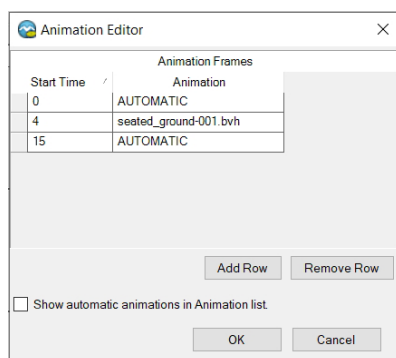 Animation Editor
Animation Frames
Start Time Animation
0 AUTOMATIC
4 seated_ground-001.bvh
15 AUTOMATIC
Add Row Remove Row
Show automatic animations in Animation list.
OK Cancel